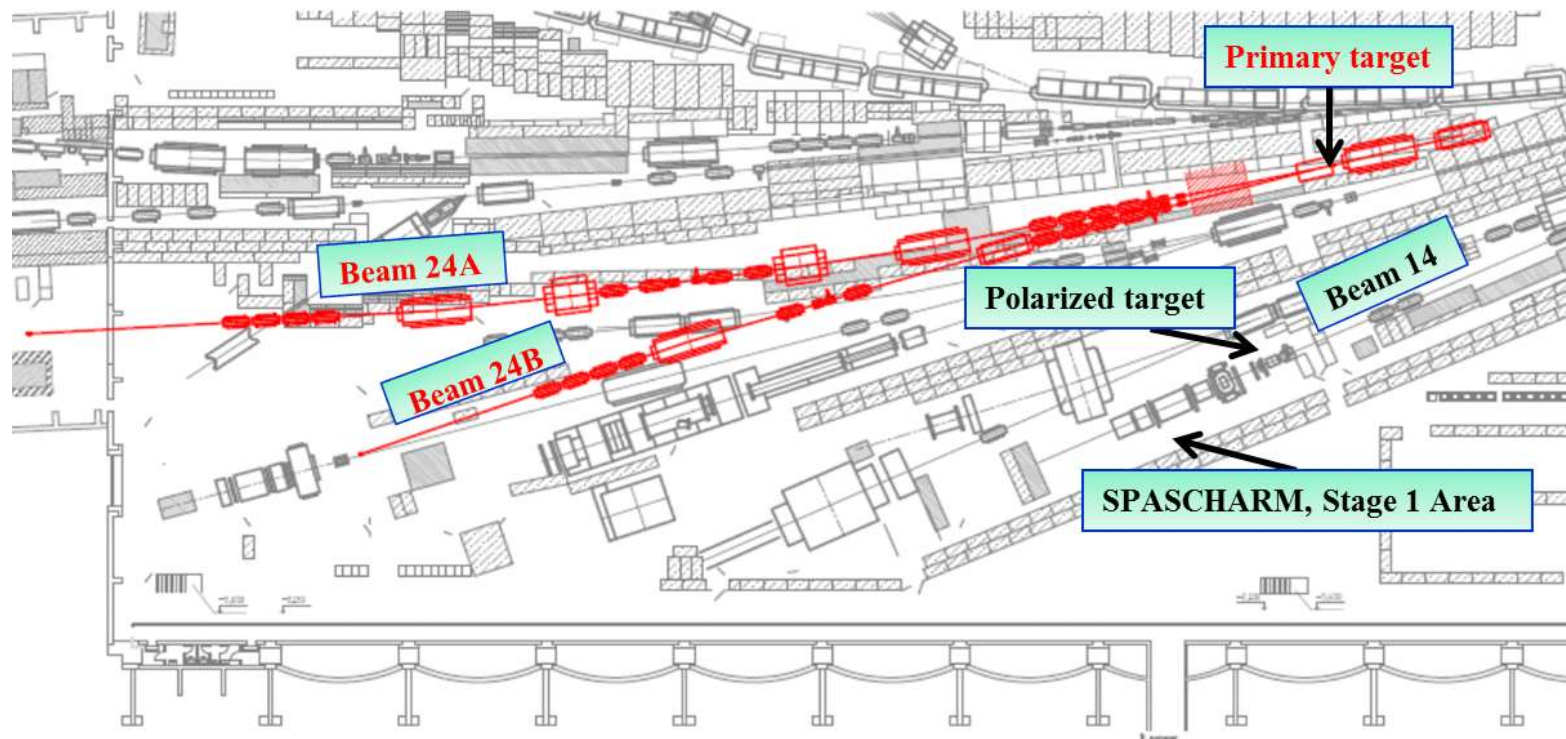 Primary target
Beam 24A
Beam 14
Polarized target
Beam 24B
SPASCHARM, Stage 1 Area